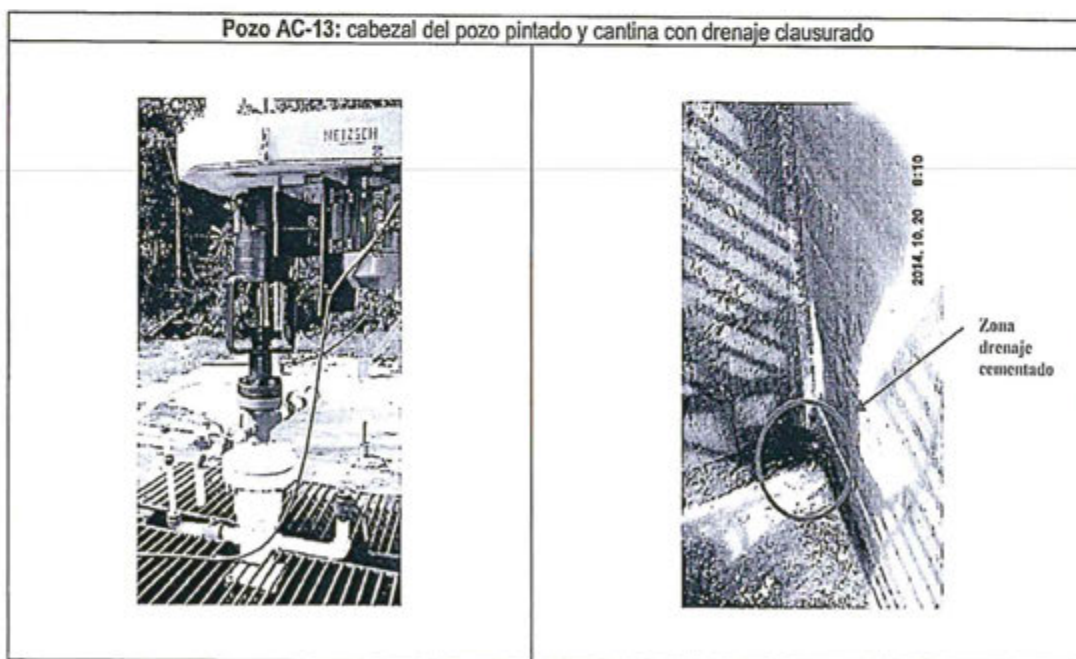 Pozo AC-13: cabezal del pozo pintado y cantina con drenaje clausurado
NETZSCH
2014. 10. 20 8:10
Zona
drenaje
cementado